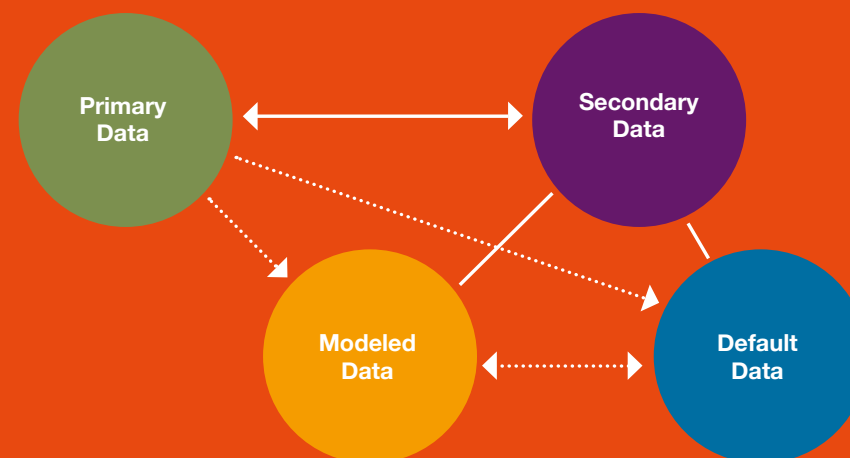 Primary
Data
Secondary
Data
Modeled
Data
Default
Data